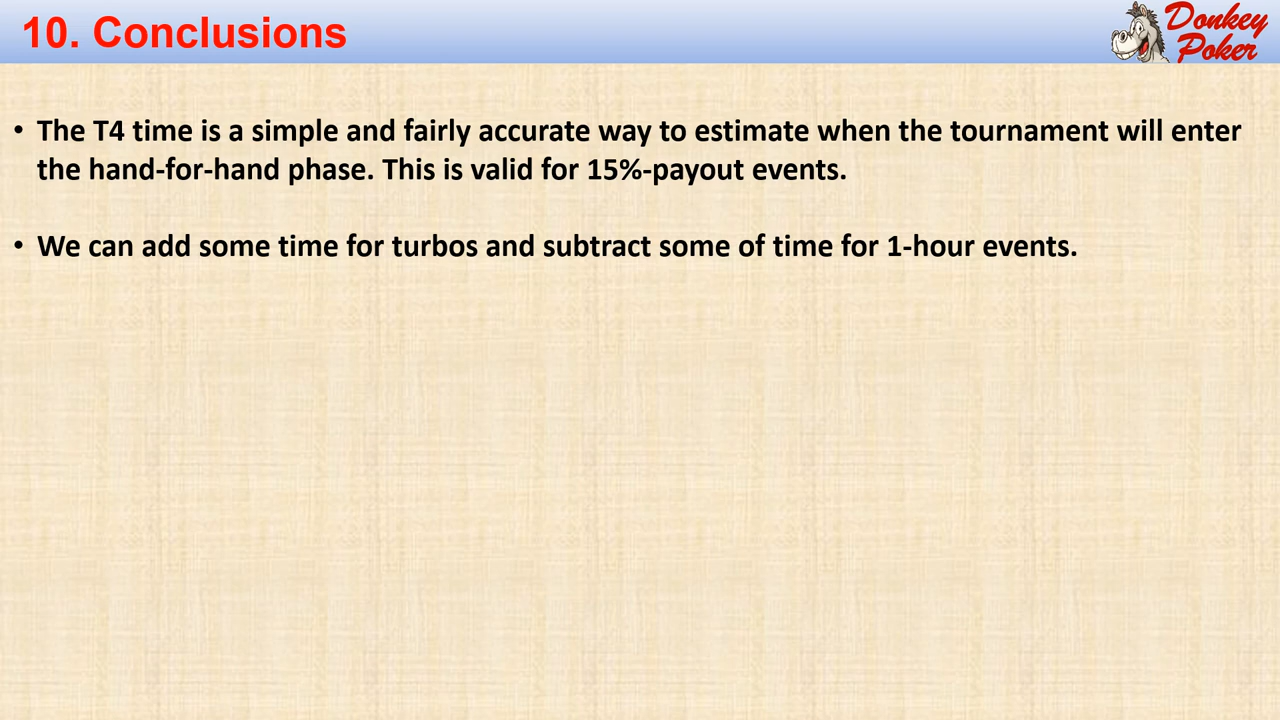 10. Conclusions
Donkey
Poker
• The T4 time is a simple and fairly accurate way to estimate when the tournament will enter
the hand-for-hand phase. This is valid for 15%-payout events.
• We can add some time for turbos and subtract some of time for 1-hour events.